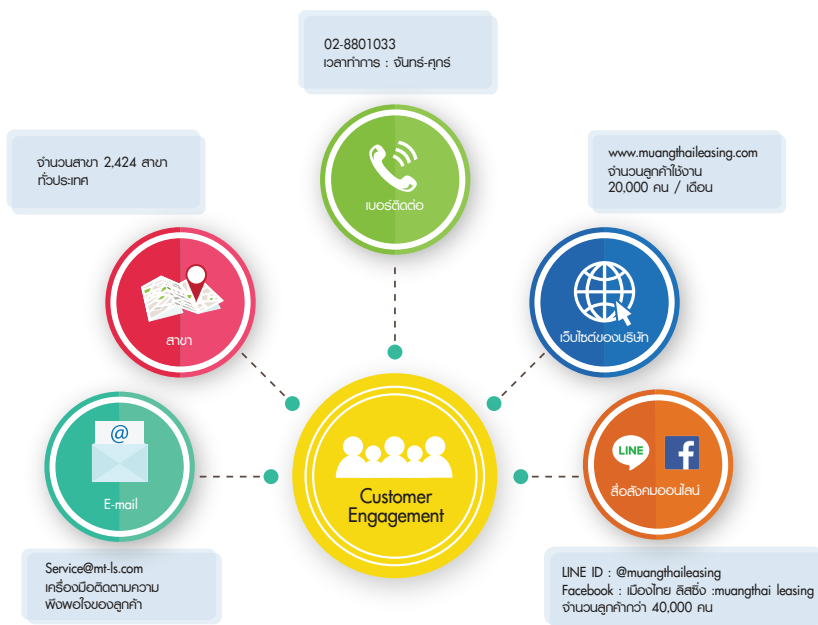 02-8801033
เวลาทำการ : จันทร์-ศุกร์
เบอร์ติดต่อ
จำนวนสาขา 2,424 สาขา
ทั่วประเทศ
สาขา
www.muangthaileasing.com
จำนวนลูกค้าใช้งาน
20,000 คน / เดือน
เว็บไซต์ของบริษัท
@
E-mail
Service@mt-ls.com
เครื่องมือติดตามความ
พึงพอใจของลูกค้า
Customer
Engagement
LINE
f
สื่อสังคมออนไลน์
LINE ID : @muangthaileasing
Facebook : เมืองไทย ลิสซิ่ง :muangthai leasing
จำนวนลูกค้ากว่า 40,000 คน